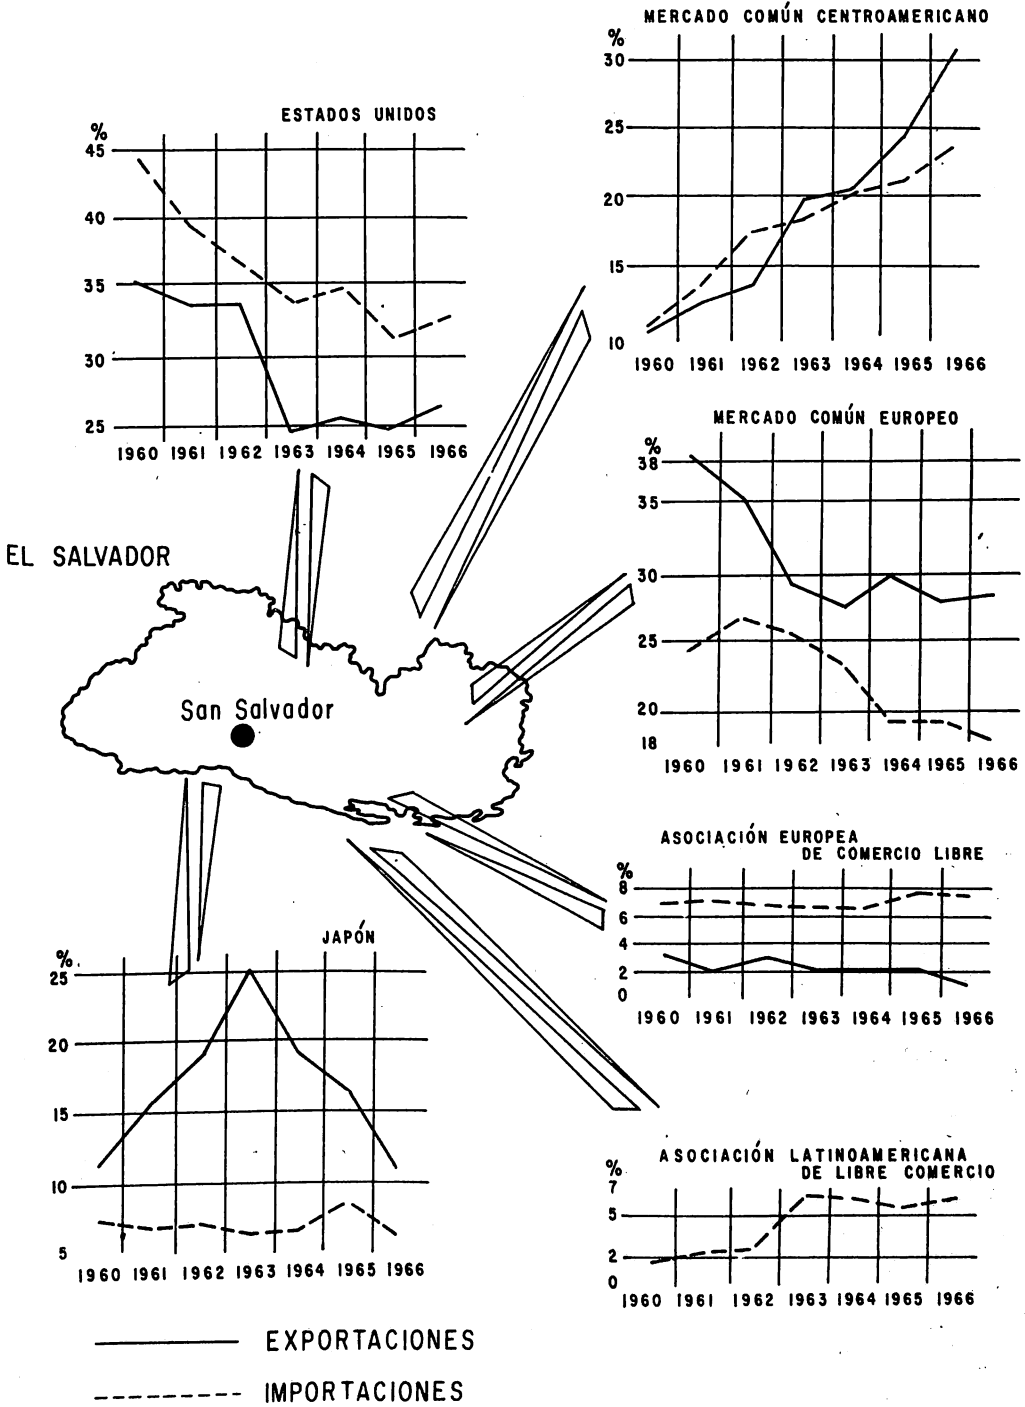 MERCADO COMÚN CENTROAMERICANO
%
30
25
20
15
10
1960 1961 1962 1963 1964 1965 1966
ESTADOS UNIDOS
%
45
40
35
30
25
1960 1961 1962 1963 1964 1965 1966
MERCADO COMÚN EUROPEO
%
38
35
30
25
20
18
1960 1961 1962 1963 1964 1965 1966
EL SALVADOR
San Salvador
ASOCIACIÓN EUROPEA
DE COMERCIO LIBRE
%
8
6
4
2
0
1960 1961 1962 1963 1964 1965 1966
JAPÓN
%
25
20
15
10
5
1960 1961 1962 1963 1964 1965 1966
ASOCIACIÓN LATINOAMERICANA
DE LIBRE COMERCIO
%
7
5
2
0
1960 1961 1962 1963 1964 1965 1966
EXPORTACIONES
IMPORTACIONES